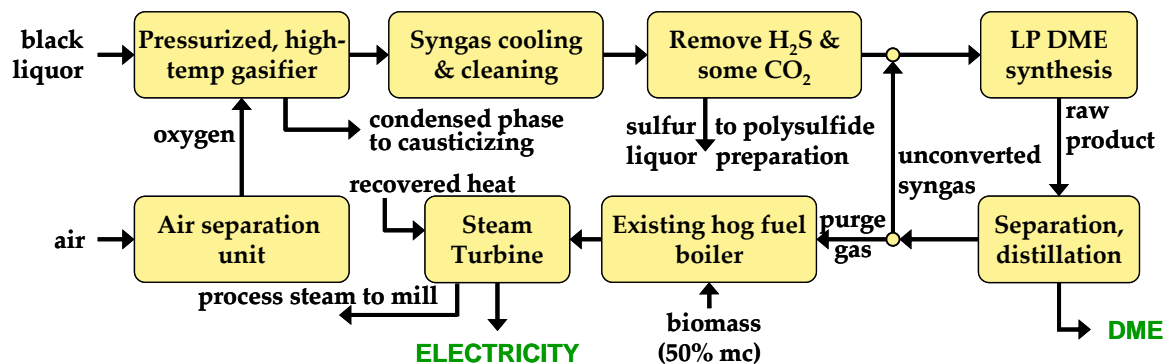 black
liquor
Pressurized, high-
temp gasifier
Syngas cooling
& cleaning
Remove H₂S &
some CO₂
LP DME
synthesis
oxygen
condensed phase
to causticizing
sulfur
liquor
to polysulfide
preparation
unconverted
syngas
raw
product
recovered heat
air
Air separation
unit
Steam
Turbine
Existing hog fuel
boiler
purge
gas
Separation,
distillation
process steam to mill
ELECTRICITY
biomass
(50% mc)
DME